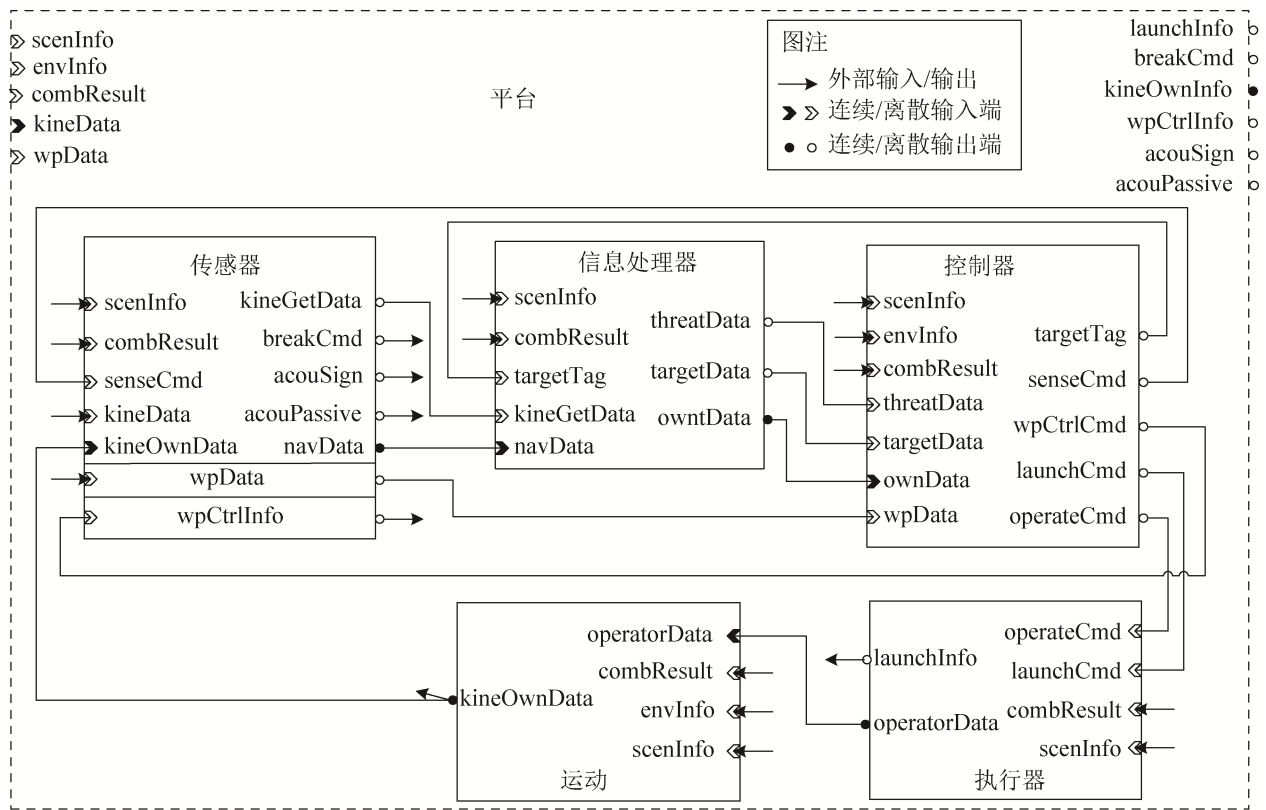 scenInfo
envInfo
combResult
kineData
wpData
平台
图注
外部输入/输出
连续/离散输入端
连续/离散输出端
launchInfo
breakCmd
kineOwnInfo
wpCtrlInfo
acouSign
acouPassive
传感器
scenInfo
combResult
senseCmd
kineData
kineOwnData
kineGetData
breakCmd
acouSign
acouPassive
navData
wpData
wpCtrlInfo
信息处理器
scenInfo
combResult
targetTag
kineGetData
navData
threatData
targetData
owntData
控制器
scenInfo
envInfo
combResult
threatData
targetData
ownData
wpData
targetTag
senseCmd
wpCtrlCmd
launchCmd
operateCmd
operatorData
combResult
kineOwnData
envInfo
scenInfo
运动
operateCmd
launchInfo
launchCmd
combResult
operatorData
scenInfo
执行器